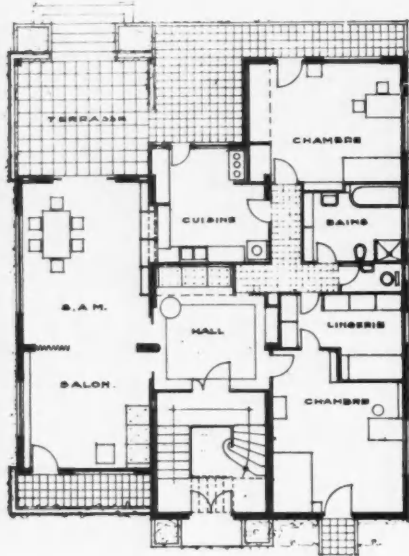 TERRASSE
CHAMBRE
CUISINE
BAINS
S.A.M.
HALL
LINGERIE
SALON.
CHAMBRE